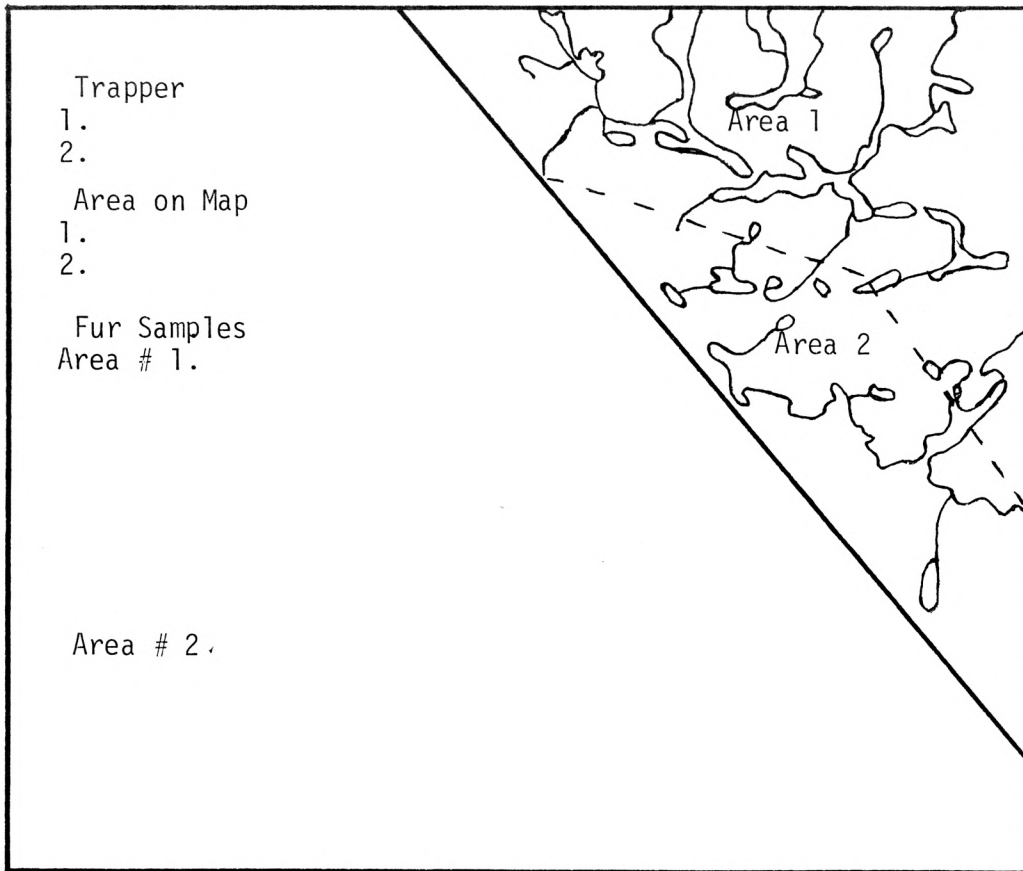 Trapper
1.
2.
Area on Map
1.
2.
Fur Samples
Area # 1.
Area # 2.
Area 1
Area 2